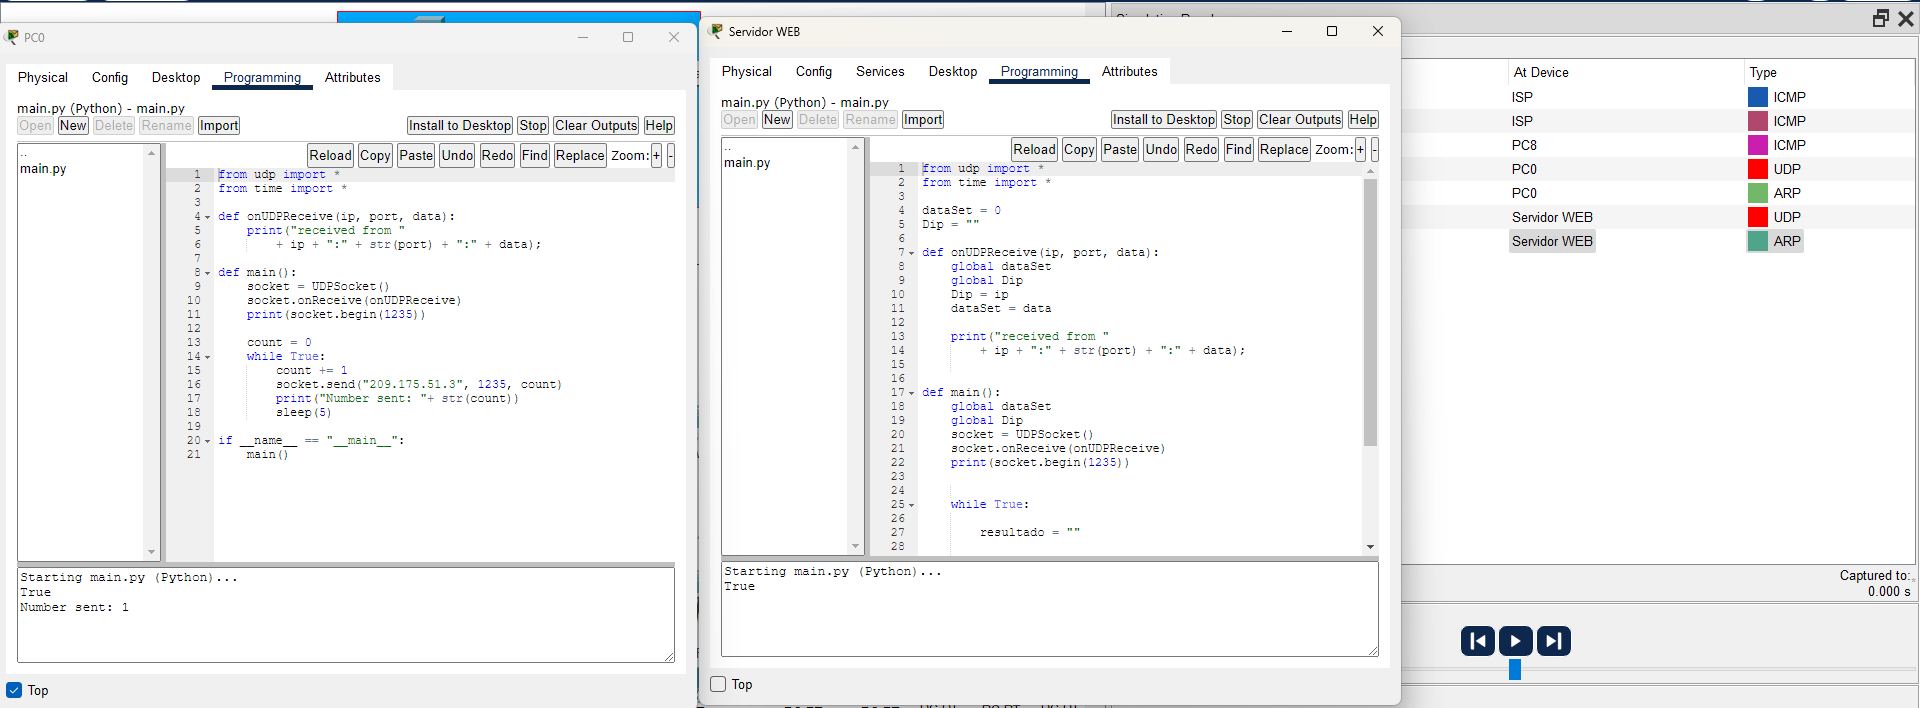 PC0
Physical Config Desktop Programming Attributes
main.py (Python) - main.py
Open New Delete Rename Import Install to Desktop Stop Clear Outputs Help
Reload Copy Paste Undo Redo Find Replace Zoom: + -
..
main.py
1 from udp import *
2 from time import *
3
4 def onUDPReceive(ip, port, data):
5 print("received from "
6 + ip + ":" + str(port) + ":" + data);
7
8 def main():
9 socket = UDPSocket()
10 socket.onReceive(onUDPReceive)
11 print(socket.begin(1235))
12
13 count = 0
14 while True:
15 count += 1
16 socket.send("209.175.51.3", 1235, count)
17 print("Number sent: "+ str(count))
18 sleep(5)
19
20 if __name__ == "__main__":
21 main()
Starting main.py (Python)...
True
Number sent: 1
Top
Servidor WEB
Physical Config Services Desktop Programming Attributes
main.py (Python) - main.py
Open New Delete Rename Import Install to Desktop Stop Clear Outputs Help
Reload Copy Paste Undo Redo Find Replace Zoom: + -
..
main.py
1 from udp import *
2 from time import *
3
4 dataSet = 0
5 Dip = ""
6
7 def onUDPReceive(ip, port, data):
8 global dataSet
9 global Dip
10 Dip = ip
11 dataSet = data
12
13 print("received from "
14 + ip + ":" + str(port) + ":" + data);
15
16
17 def main():
18 global dataSet
19 global Dip
20 socket = UDPSocket()
21 socket.onReceive(onUDPReceive)
22 print(socket.begin(1235))
23
24
25 while True:
26
27 resultado = ""
28
Starting main.py (Python)...
True
Top
At Device Type
ISP ICMP
ISP ICMP
PC8 ICMP
PC0 UDP
PC0 ARP
Servidor WEB UDP
Servidor WEB ARP
Captured to:
0.000 s